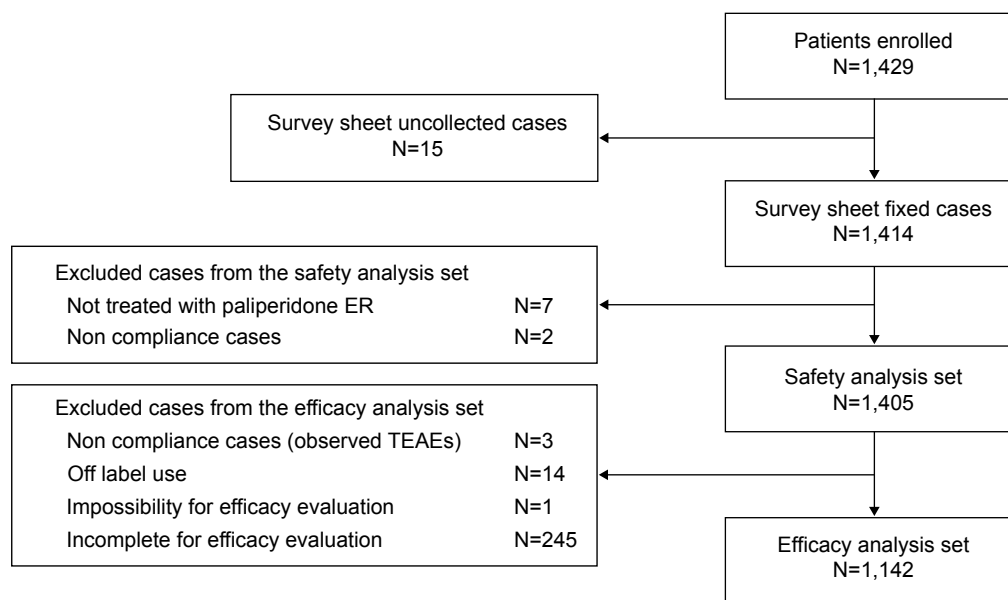 Patients enrolled
N=1,429
Survey sheet uncollected cases
N=15
Survey sheet fixed cases
N=1,414
Excluded cases from the safety analysis set
Not treated with paliperidone ER N=7
Non compliance cases N=2
Safety analysis set
N=1,405
Excluded cases from the efficacy analysis set
Non compliance cases (observed TEAEs) N=3
Off label use N=14
Impossibility for efficacy evaluation N=1
Incomplete for efficacy evaluation N=245
Efficacy analysis set
N=1,142